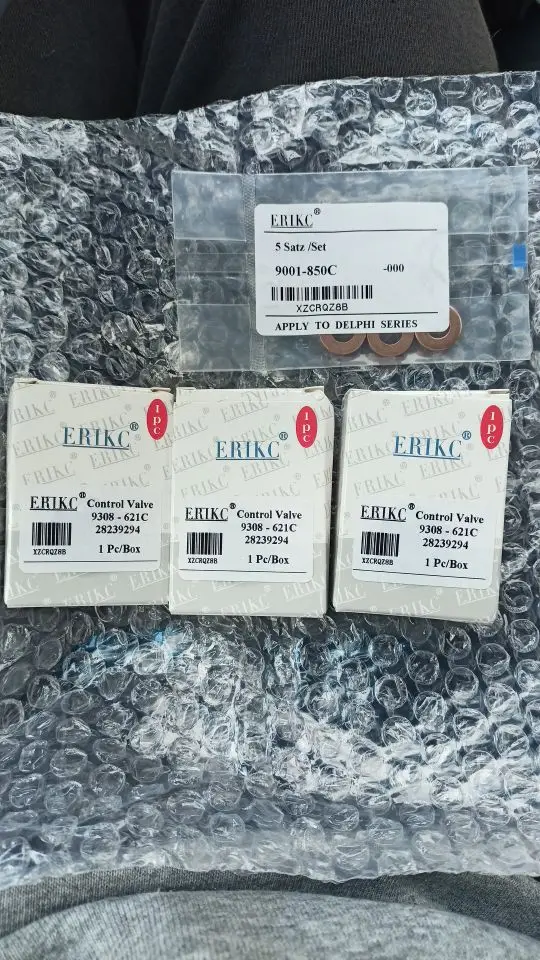 ERIKC®
5 Satz /Set
9001-850C -000
XZCRQZ8B
APPLY TO DELPHI SERIES
1pc
ERIKC®
ERIKC® Control Valve
9308 - 621C
28239294
XZCRQZ8B 1 Pc/Box
1pc
ERIKC®
ERIKC® Control Valve
9308 - 621C
28239294
XZCRQZ8B 1 Pc/Box
1pc
ERIKC®
ERIKC® Control Valve
9308 - 621C
28239294
XZCRQZ8B 1 Pc/Box